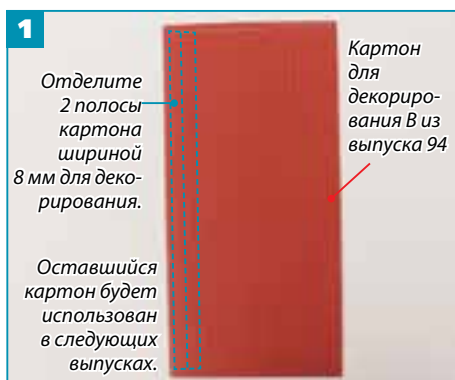 1
Отделите
2 полосы
картона
шириной
8 мм для деко-
рирования.
Картон
для
декориро-
вания B из
выпуска 94
Оставшийся
картон будет
использован
в следующих
выпусках.